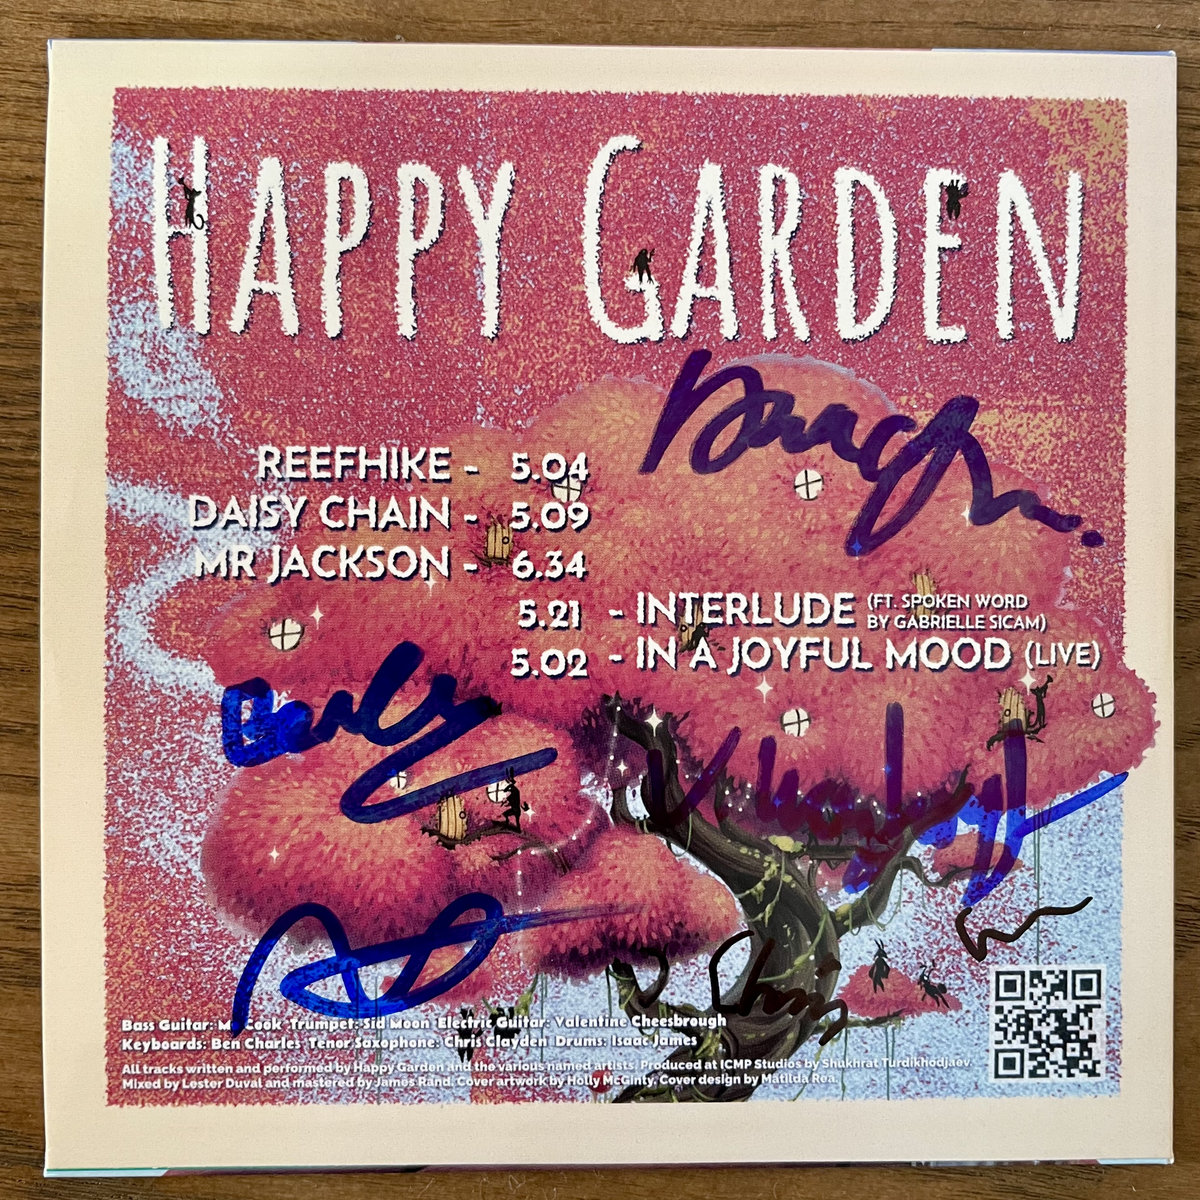 HAPPY GARDEN
REEFHIKE - 5.04
DAISY CHAIN - 5.09
MR JACKSON - 6.34
5.21 - INTERLUDE (FT. SPOKEN WORD
BY GABRIELLE SICAM)
5.02 - IN A JOYFUL MOOD (LIVE)
Chris
Bass Guitar: Cook Trumpet: Sid Moon Electric Guitar: Valentine Cheesbrough
Keyboards: Ben Charles Tenor Saxophone: Chris Clayden Drums: Isaac James
All tracks written and performed by Happy Garden and the various named artists. Produced at ICMP Studios by Shukhrat Turdikhodjaev.
Mixed by Lester Duval and mastered by James Rand. Cover artwork by Holly McGinty. Cover design by Matilda Rea.